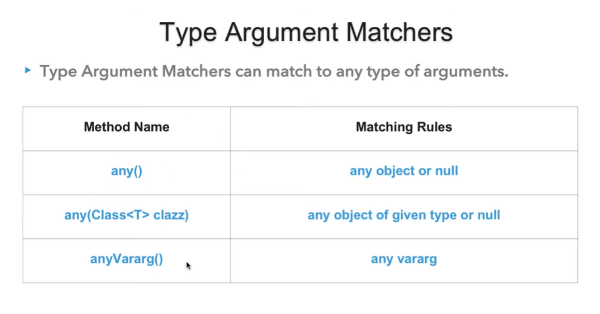 Type Argument Matchers
Type Argument Matchers can match to any type of arguments.
Method Name Matching Rules
any() any object or null
any(Class<T> clazz) any object of given type or null
anyVararg() any vararg